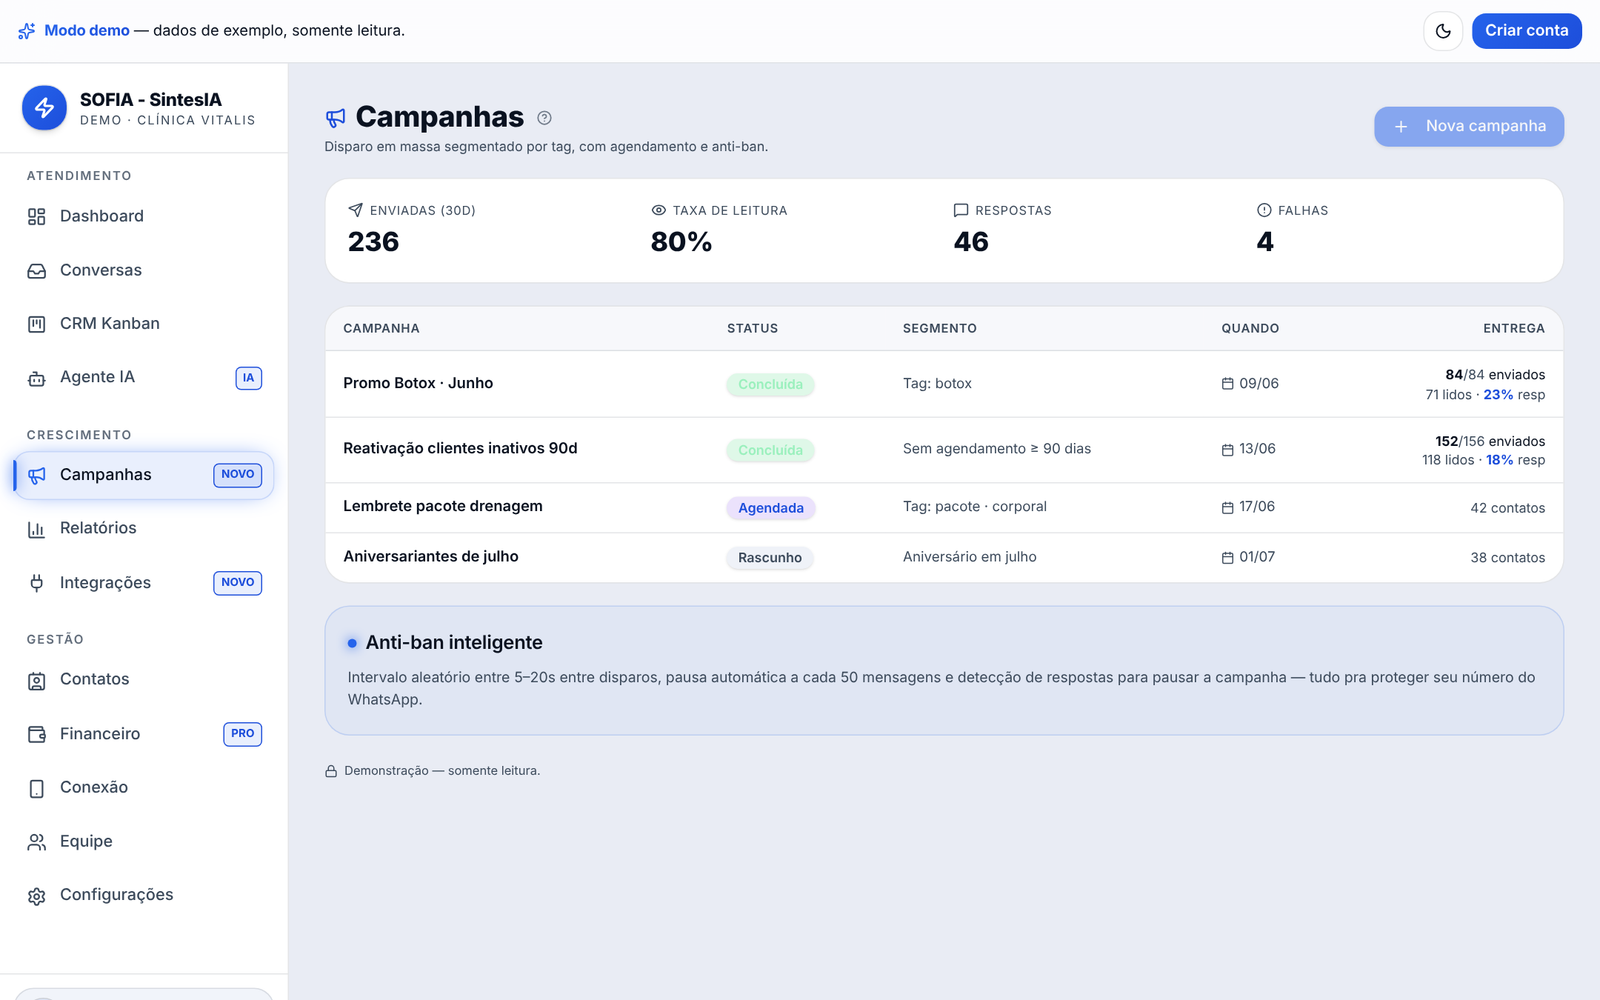 Modo demo — dados de exemplo, somente leitura.
Criar conta
SOFIA - SintesIA
DEMO · CLÍNICA VITALIS
ATENDIMENTO
Dashboard
Conversas
CRM Kanban
Agente IA
IA
CRESCIMENTO
Campanhas
NOVO
Relatórios
Integrações
NOVO
GESTÃO
Contatos
Financeiro
PRO
Conexão
Equipe
Configurações
Campanhas
Disparo em massa segmentado por tag, com agendamento e anti-ban.
Nova campanha
ENVIADAS (30D)
236
TAXA DE LEITURA
80%
RESPOSTAS
46
FALHAS
4
CAMPANHA STATUS SEGMENTO QUANDO ENTREGA
Promo Botox · Junho Concluída Tag: botox 09/06 84/84 enviados
71 lidos · 23% resp
Reativação clientes inativos 90d Concluída Sem agendamento ≥ 90 dias 13/06 152/156 enviados
118 lidos · 18% resp
Lembrete pacote drenagem Agendada Tag: pacote · corporal 17/06 42 contatos
Aniversariantes de julho Rascunho Aniversário em julho 01/07 38 contatos
Anti-ban inteligente
Intervalo aleatório entre 5–20s entre disparos, pausa automática a cada 50 mensagens e detecção de respostas para pausar a campanha — tudo pra proteger seu número do
WhatsApp.
Demonstração — somente leitura.